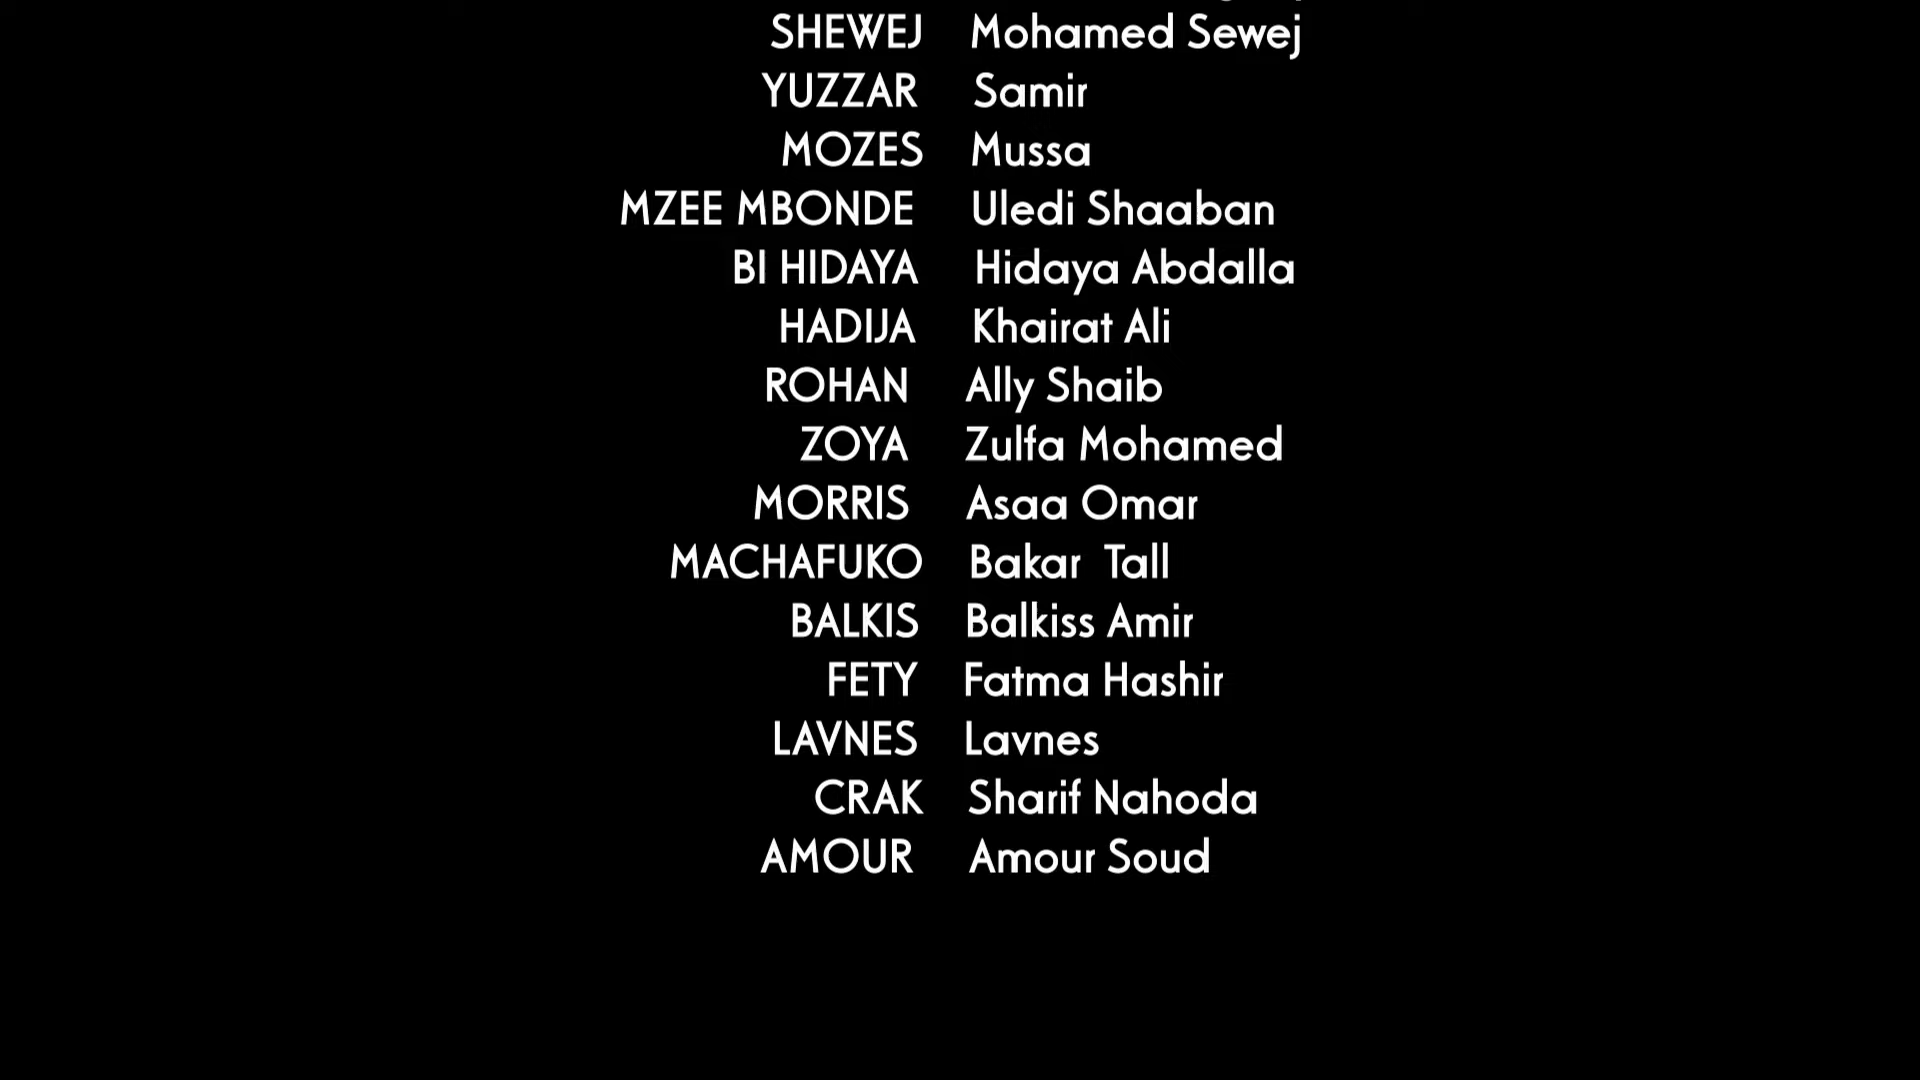 SHEWEJ Mohamed Sewej
YUZZAR Samir
MOZES Mussa
MZEE MBONDE Uledi Shaaban
BI HIDAYA Hidaya Abdalla
HADIJA Khairat Ali
ROHAN Ally Shaib
ZOYA Zulfa Mohamed
MORRIS Asaa Omar
MACHAFUKO Bakar Tall
BALKIS Balkiss Amir
FETY Fatma Hashir
LAVNES Lavnes
CRAK Sharif Nahoda
AMOUR Amour Soud